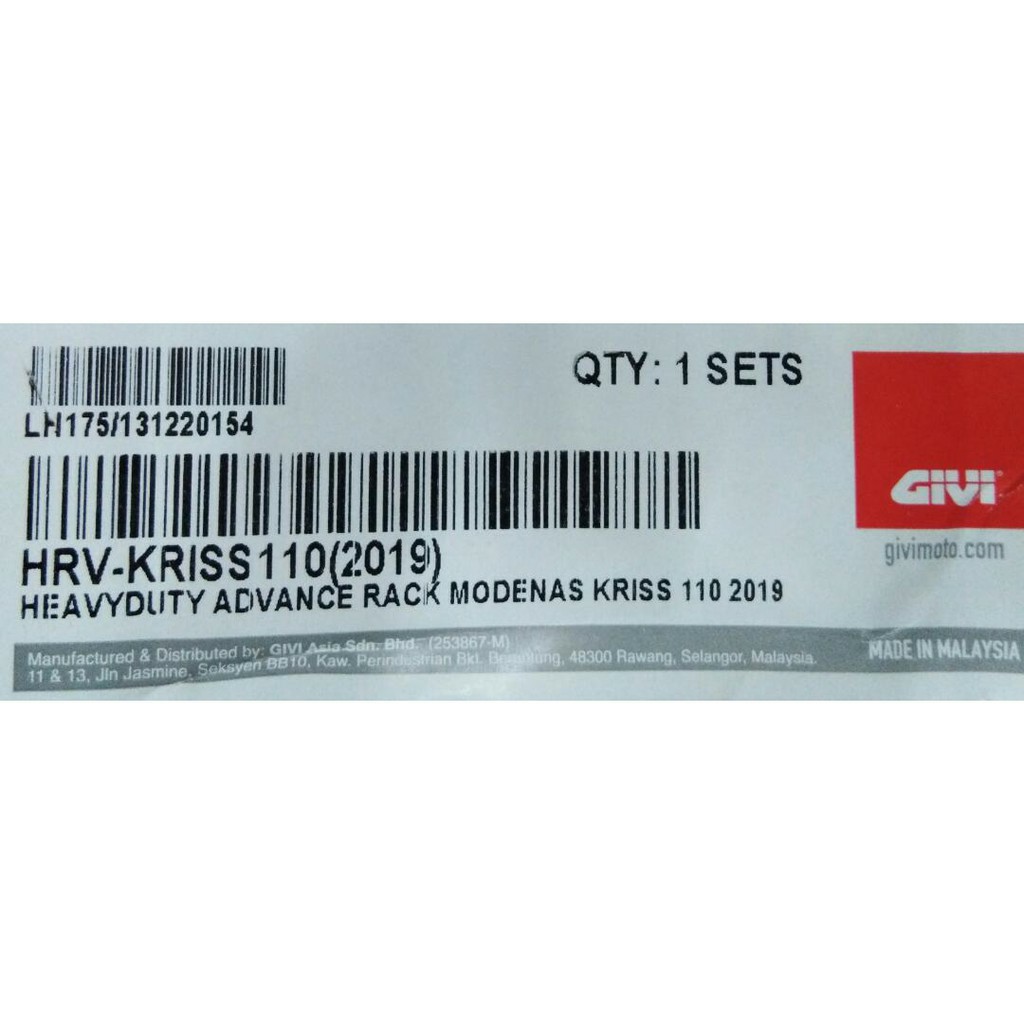 LH175/131220154
QTY: 1 SETS
HRV-KRISS110(2019)
HEAVYDUTY ADVANCE RACK MODENAS KRISS 110 2019
GIVI
givimoto.com
Manufactured & Distributed by: GIVI Asia Sdn. Bhd. (253867-M)
11 & 13, Jln Jasmine, Seksyen BB10, Kaw. Perindustrian Bkt. Beruntung, 48300 Rawang, Selangor, Malaysia.
MADE IN MALAYSIA